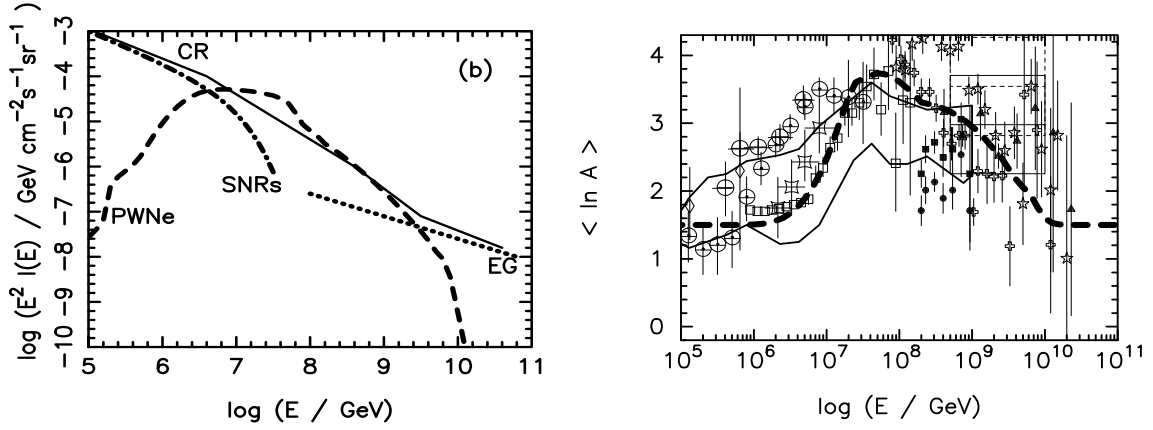 log (E² I(E) / GeV cm⁻²s⁻¹sr⁻¹)
-3
-4
-5
-6
-7
-8
-9
-10
CR
(b)
SNRs
PWNe
EG
5 6 7 8 9 10 11
log (E / GeV)
< ln A >
4
3
2
1
0
10⁵ 10⁶ 10⁷ 10⁸ 10⁹ 10¹⁰ 10¹¹
log (E / GeV)